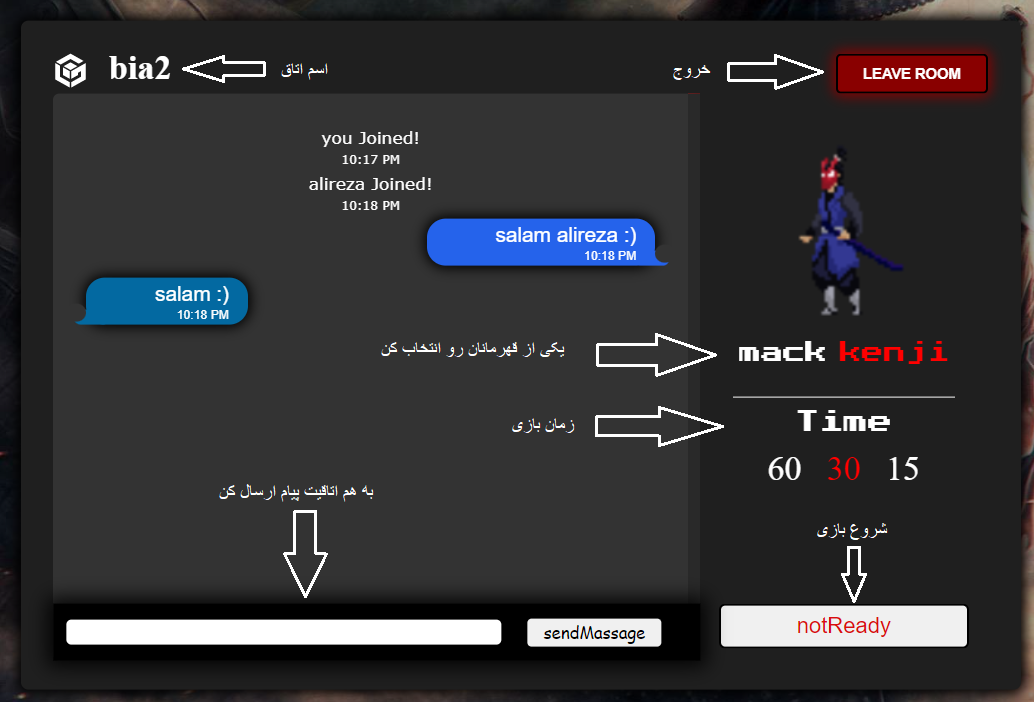 bia2
اسم اتاق
خروج
LEAVE ROOM
you Joined!
10:17 PM
alireza Joined!
10:18 PM
salam alireza :)
10:18 PM
salam :)
10:18 PM
یکی از قهرمانان رو انتخاب کن
mack kenji
زمان بازی
Time
60 30 15
به هم اتاقیت پیام ارسال کن
شروع بازی
sendMassage
notReady